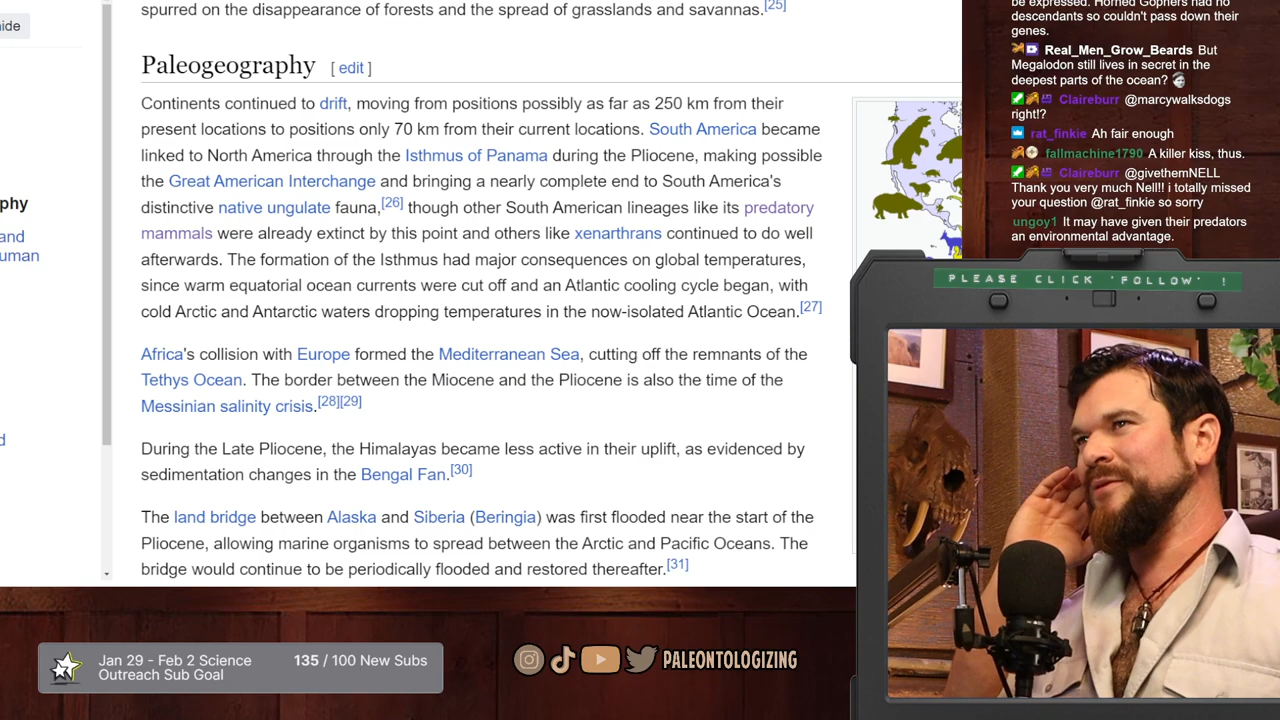 spurred on the disappearance of forests and the spread of grasslands and savannas.[25]
ide
Paleogeography [ edit ]
Continents continued to drift, moving from positions possibly as far as 250 km from their
present locations to positions only 70 km from their current locations. South America became
linked to North America through the Isthmus of Panama during the Pliocene, making possible
the Great American Interchange and bringing a nearly complete end to South America's
distinctive native ungulate fauna,[26] though other South American lineages like its predatory
mammals were already extinct by this point and others like xenarthrans continued to do well
afterwards. The formation of the Isthmus had major consequences on global temperatures,
since warm equatorial ocean currents were cut off and an Atlantic cooling cycle began, with
cold Arctic and Antarctic waters dropping temperatures in the now-isolated Atlantic Ocean.[27]
Africa's collision with Europe formed the Mediterranean Sea, cutting off the remnants of the
Tethys Ocean. The border between the Miocene and the Pliocene is also the time of the
Messinian salinity crisis.[28][29]
During the Late Pliocene, the Himalayas became less active in their uplift, as evidenced by
sedimentation changes in the Bengal Fan.[30]
The land bridge between Alaska and Siberia (Beringia) was first flooded near the start of the
Pliocene, allowing marine organisms to spread between the Arctic and Pacific Oceans. The
bridge would continue to be periodically flooded and restored thereafter.[31]
phy
and
uman
d
be expressed. Horned Gophers had no
descendants so couldn't pass down their
genes.
Real_Men_Grow_Beards But
Megalodon still lives in secret in the
deepest parts of the ocean?
Claireburr @marcywalksdogs
right!?
rat_finkie Ah fair enough
fallmachine1790 A killer kiss, thus.
Claireburr @givethemNELL
Thank you very much Nell!! i totally missed
your question @rat_finkie so sorry
ungoy1 It may have given their predators
an environmental advantage.
PLEASE CLICK 'FOLLOW' !
Jan 29 - Feb 2 Science
Outreach Sub Goal
135 / 100 New Subs
PALEONTOLOGIZING